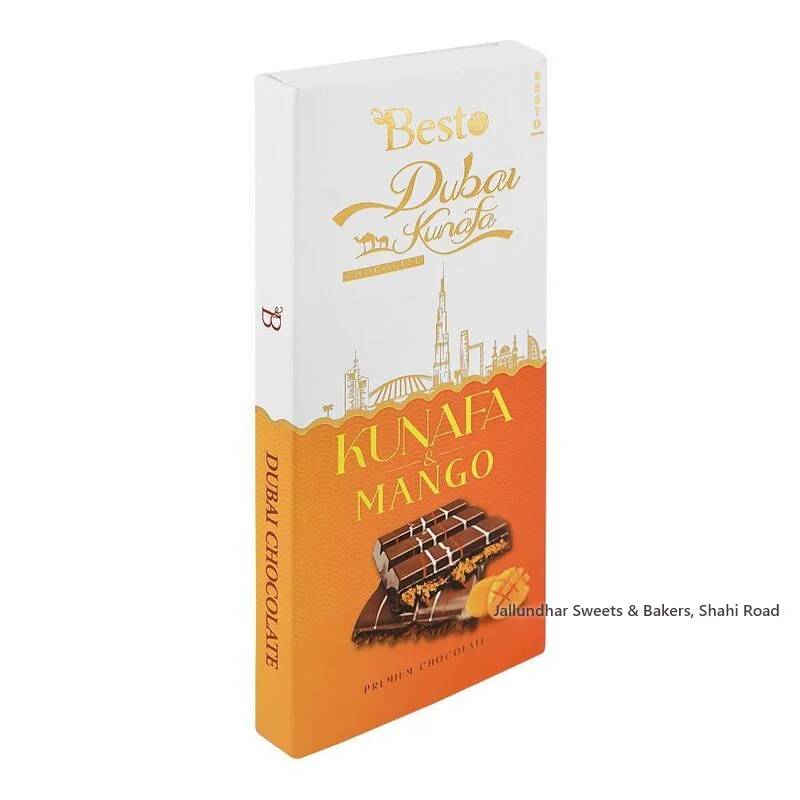 BESTO
Besto
Dubai
Kunafa
CHOCOLATE
B
KUNAFA
&
MANGO
DUBAI CHOCOLATE
Jallundhar Sweets & Bakers, Shahi Road
PREMIUM CHOCOLATE